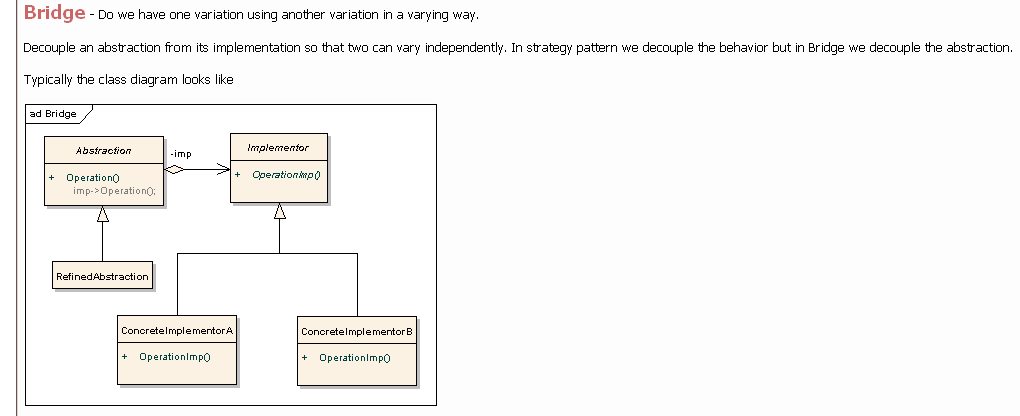 Bridge - Do we have one variation using another variation in a varying way.
Decouple an abstraction from its implementation so that two can vary independently. In strategy pattern we decouple the behavior but in Bridge we decouple the abstraction.
Typically the class diagram looks like
ad Bridge
Abstraction
+ Operation()
imp->Operation();
-imp
Implementor
+ OperationImp()
RefinedAbstraction
ConcreteImplementorA
+ OperationImp()
ConcreteImplementorB
+ OperationImp()